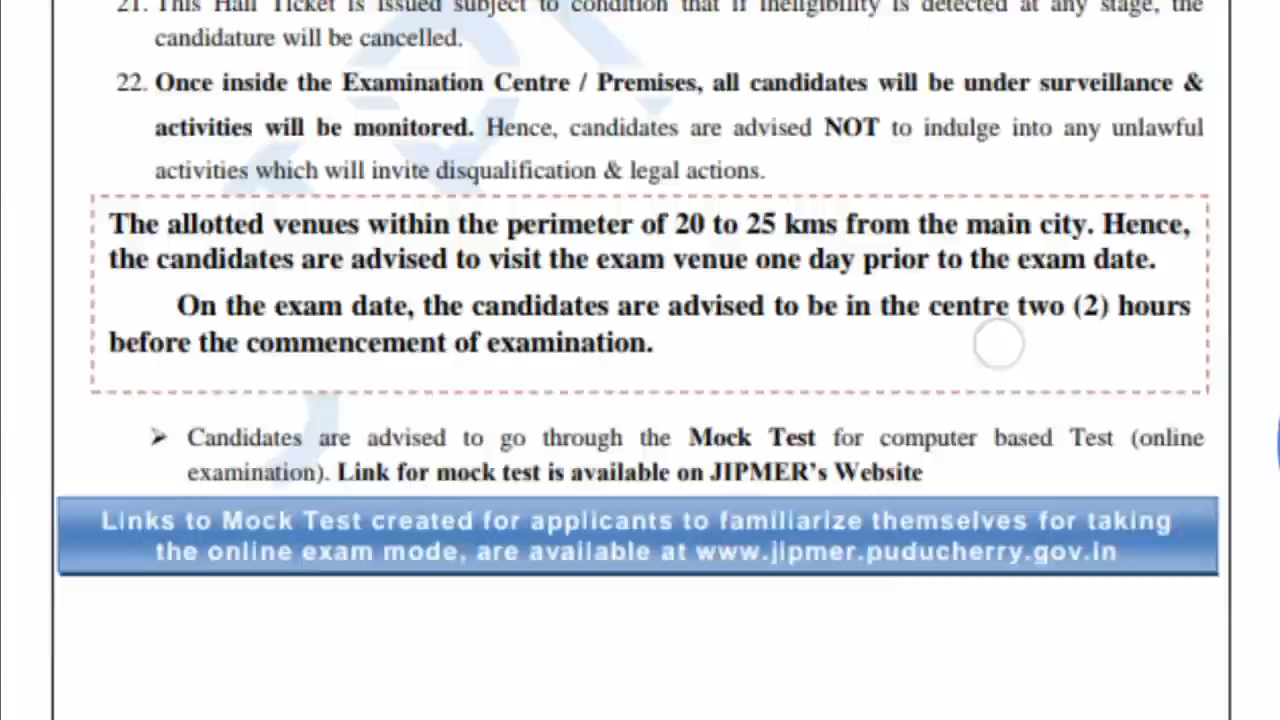 21. This Hall Ticket is issued subject to condition that if ineligibility is detected at any stage, the
candidature will be cancelled.
22. Once inside the Examination Centre / Premises, all candidates will be under surveillance &
activities will be monitored. Hence, candidates are advised NOT to indulge into any unlawful
activities which will invite disqualification & legal actions.
The allotted venues within the perimeter of 20 to 25 kms from the main city. Hence,
the candidates are advised to visit the exam venue one day prior to the exam date.
On the exam date, the candidates are advised to be in the centre two (2) hours
before the commencement of examination.
➢ Candidates are advised to go through the Mock Test for computer based Test (online
examination). Link for mock test is available on JIPMER's Website
Links to Mock Test created for applicants to familiarize themselves for taking
the online exam mode, are available at www.jipmer.puducherry.gov.in